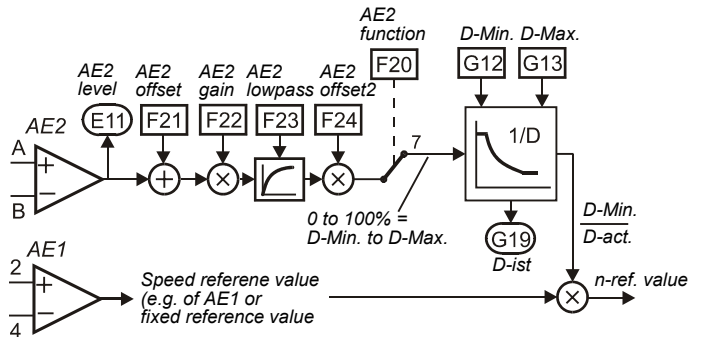 AE2
function
D-Min. D-Max.
F20
G12
G13
AE2
level
AE2
offset
AE2
gain
AE2
lowpass
AE2
offset2
E11
F21
F22
F23
F24
AE2
A
+
B
−
+
×
×
7
1/D
0 to 100% =
D-Min. to D-Max.
G19
D-ist
D-Min.
D-act.
AE1
2
+
4
−
Speed referene value
(e.g. of AE1 or
fixed reference value
×
n-ref. value